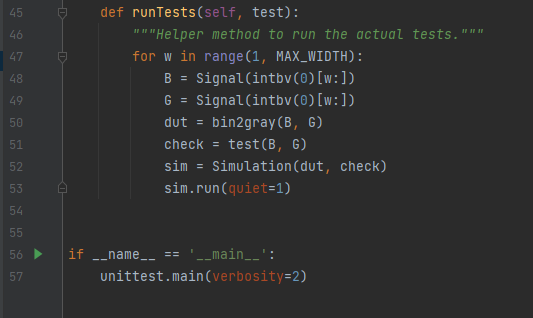 45 def runTests(self, test):
46 """Helper method to run the actual tests."""
47 for w in range(1, MAX_WIDTH):
48 B = Signal(intbv(0)[w:])
49 G = Signal(intbv(0)[w:])
50 dut = bin2gray(B, G)
51 check = test(B, G)
52 sim = Simulation(dut, check)
53 sim.run(quiet=1)
54
55
56 if __name__ == '__main__':
57 unittest.main(verbosity=2)